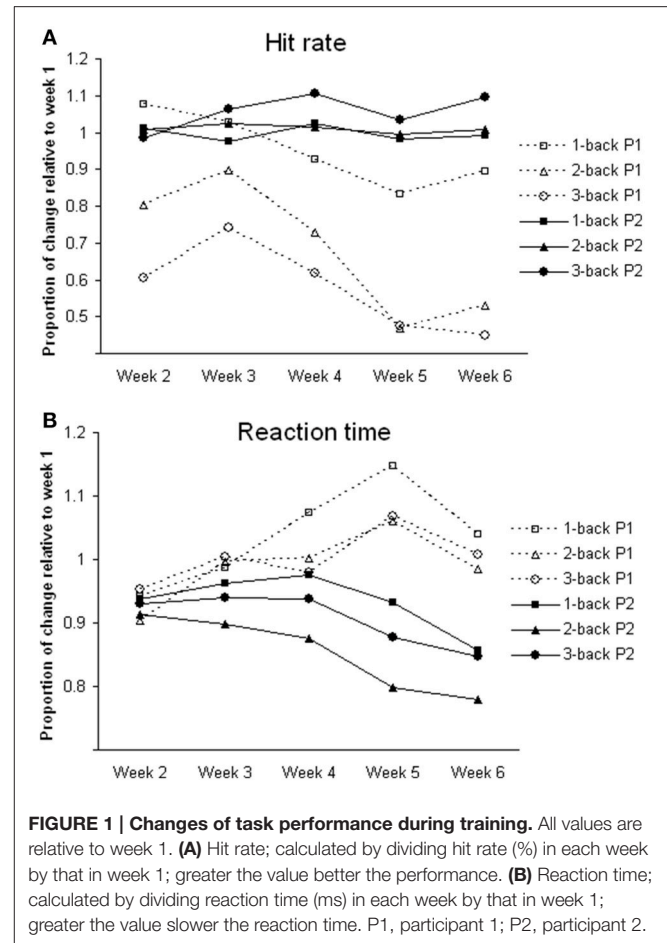 A
Hit rate
Proportion of change relative to week 1
1.2
1.1
1
0.9
0.8
0.7
0.6
0.5
Week 2 Week 3 Week 4 Week 5 Week 6
1-back P1
2-back P1
3-back P1
1-back P2
2-back P2
3-back P2
B
Reaction time
Proportion of change relative to week 1
1.2
1.1
1
0.9
0.8
Week 2 Week 3 Week 4 Week 5 Week 6
1-back P1
2-back P1
3-back P1
1-back P2
2-back P2
3-back P2
FIGURE 1 | Changes of task performance during training. All values are
relative to week 1. (A) Hit rate; calculated by dividing hit rate (%) in each week
by that in week 1; greater the value better the performance. (B) Reaction time;
calculated by dividing reaction time (ms) in each week by that in week 1;
greater the value slower the reaction time. P1, participant 1; P2, participant 2.